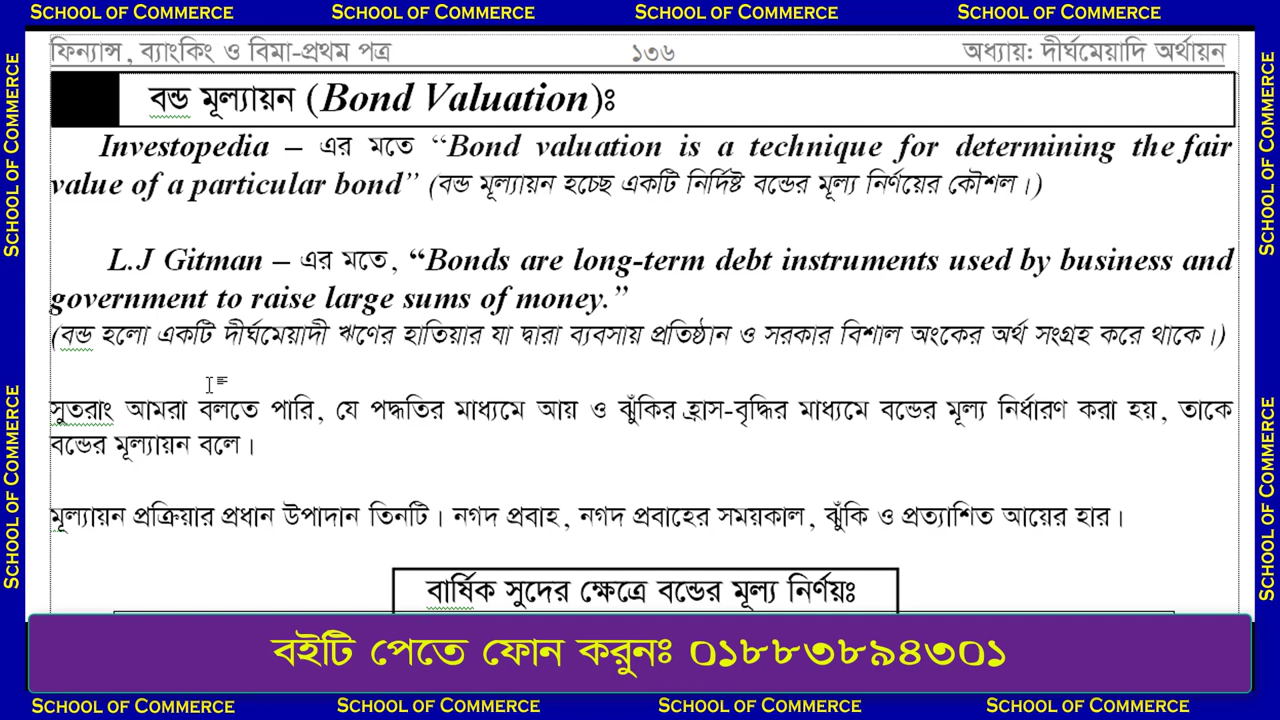 SCHOOL OF COMMERCE SCHOOL OF COMMERCE SCHOOL OF COMMERCE SCHOOL OF COMMERCE
ফিন্যান্স, ব্যাংকিং ও বিমা-প্রথম পত্র ১৩৬ অধ্যায়: দীর্ঘমেয়াদি অর্থায়ন
বন্ড মূল্যায়ন (Bond Valuation)ঃ
Investopedia – এর মতে “Bond valuation is a technique for determining the fair
value of a particular bond” (বন্ড মূল্যায়ন হচ্ছে একটি নির্দিষ্ট বন্ডের মূল্য নির্ণয়ের কৌশল।)
L.J Gitman – এর মতে, “Bonds are long-term debt instruments used by business and
government to raise large sums of money.”
(বন্ড হলো একটি দীর্ঘমেয়াদী ঋণের হাতিয়ার যা দ্বারা ব্যবসায় প্রতিষ্ঠান ও সরকার বিশাল অংকের অর্থ সংগ্রহ করে থাকে।)
সুতরাং আমরা বলতে পারি, যে পদ্ধতির মাধ্যমে আয় ও ঝুঁকির হ্রাস-বৃদ্ধির মাধ্যমে বন্ডের মূল্য নির্ধারণ করা হয়, তাকে
বন্ডের মূল্যায়ন বলে।
মূল্যায়ন প্রক্রিয়ার প্রধান উপাদান তিনটি। নগদ প্রবাহ, নগদ প্রবাহের সময়কাল, ঝুঁকি ও প্রত্যাশিত আয়ের হার।
বার্ষিক সুদের ক্ষেত্রে বন্ডের মূল্য নির্ণয়ঃ
বইটি পেতে ফোন করুনঃ ০১৮৮৩৮৯৪৩০১
SCHOOL OF COMMERCE SCHOOL OF COMMERCE SCHOOL OF COMMERCE SCHOOL OF COMMERCE
SCHOOL OF COMMERCE
SCHOOL OF COMMERCE
SCHOOL OF COMMERCE
SCHOOL OF COMMERCE